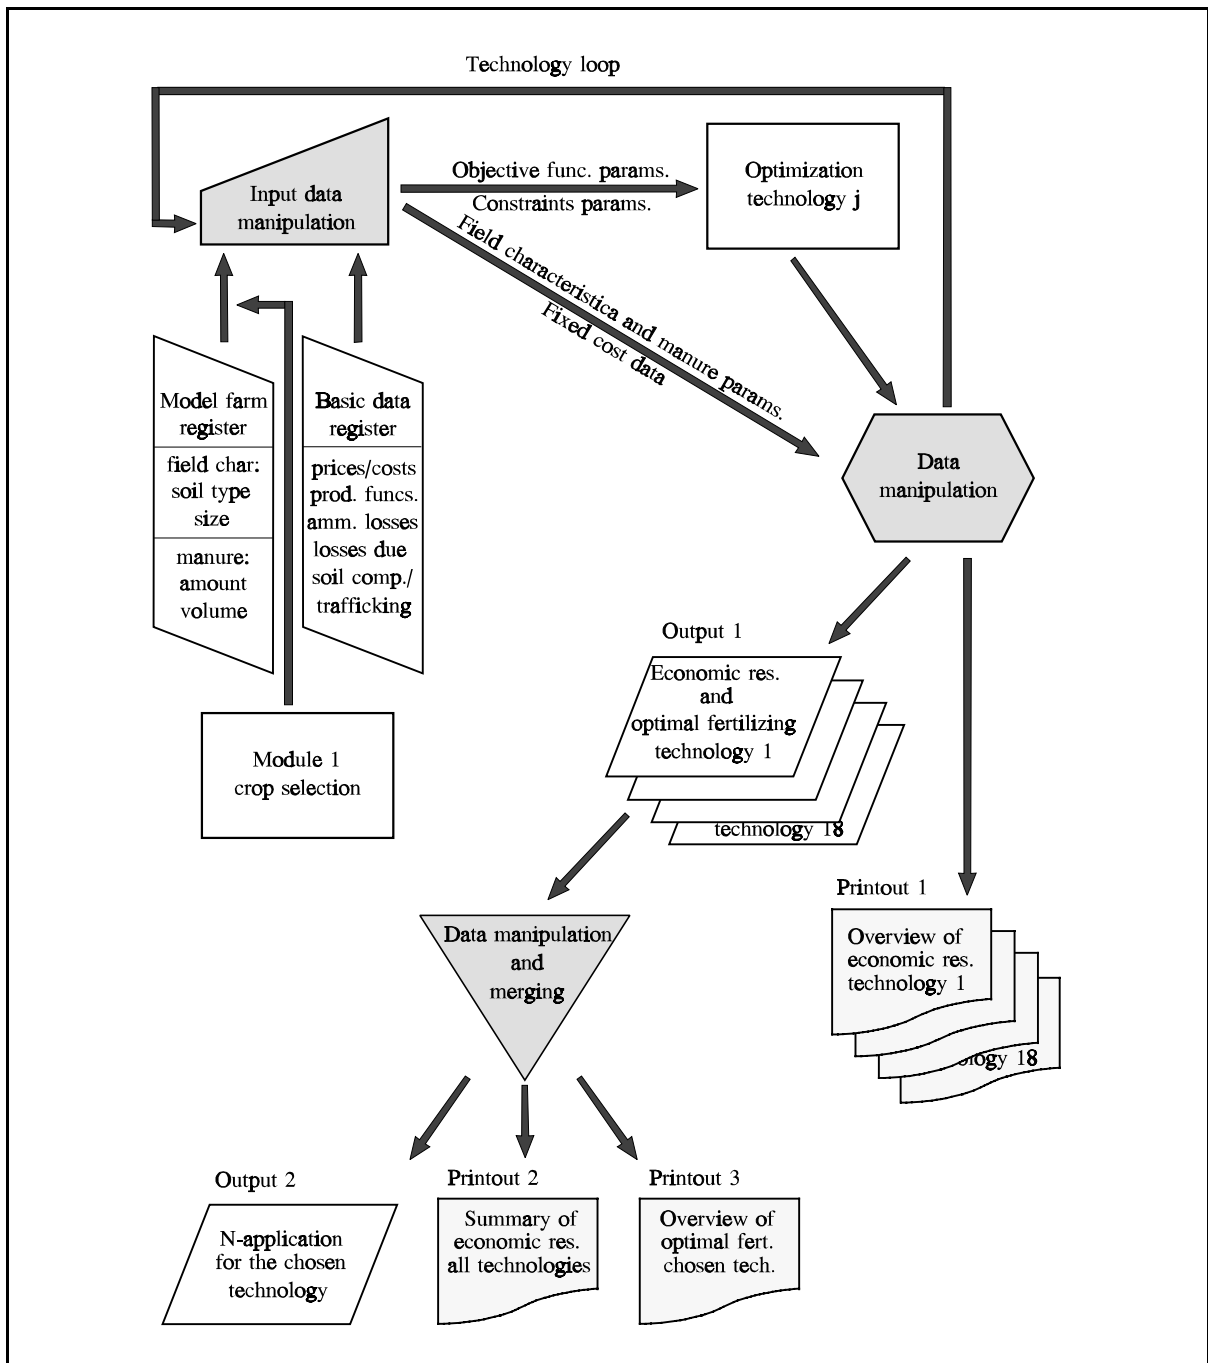 Technology loop
Input data
manipulation
Objective func. params.
Constraints params.
Optimization
technology j
Field characteristica and manure params.
Fixed cost data
Model farm
register
field char:
soil type
size
manure:
amount
volume
Basic data
register
prices/costs
prod. funcs.
amm. losses
losses due
soil comp./
trafficking
Data
manipulation
Module 1
crop selection
Output 1
Economic res.
and
optimal fertilizing
technology 1
technology 18
Printout 1
Overview of
economic res.
technology 1
ology 18
Data manipulation
and
merging
Output 2
N-application
for the chosen
technology
Printout 2
Summary of
economic res.
all technologies
Printout 3
Overview of
optimal fert.
chosen tech.